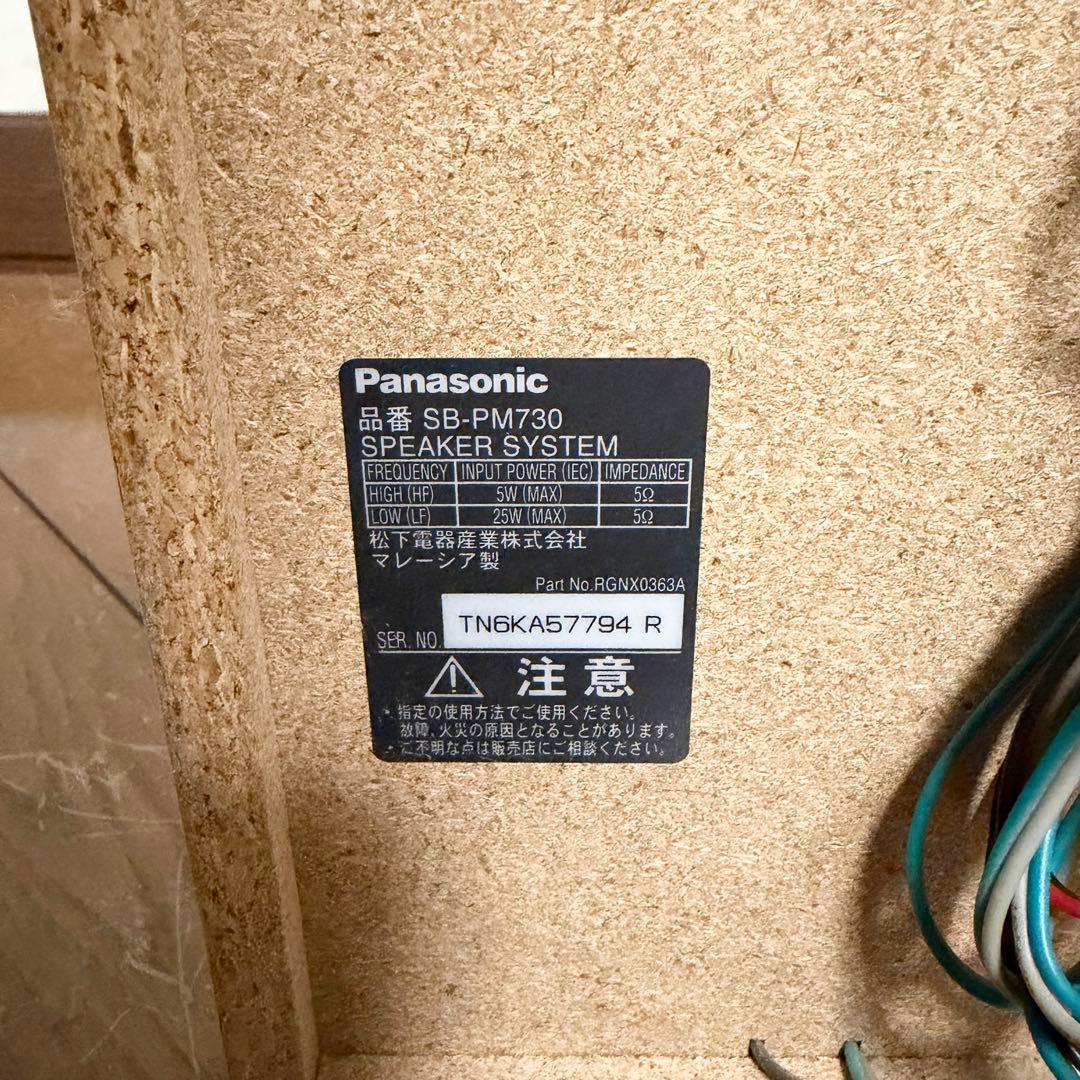 Panasonic
品番 SB-PM730
SPEAKER SYSTEM
FREQUENCY INPUT POWER (IEC) IMPEDANCE
HIGH (HF) 5W (MAX) 5Ω
LOW (LF) 25W (MAX) 5Ω
松下電器産業株式会社
マレーシア製
Part No.RGNX0363A
SER. NO. TN6KA57794 R
注意
・指定の使用方法でご使用ください。
故障、火災の原因となることがあります。
・ご不明な点は販売店にご相談ください。